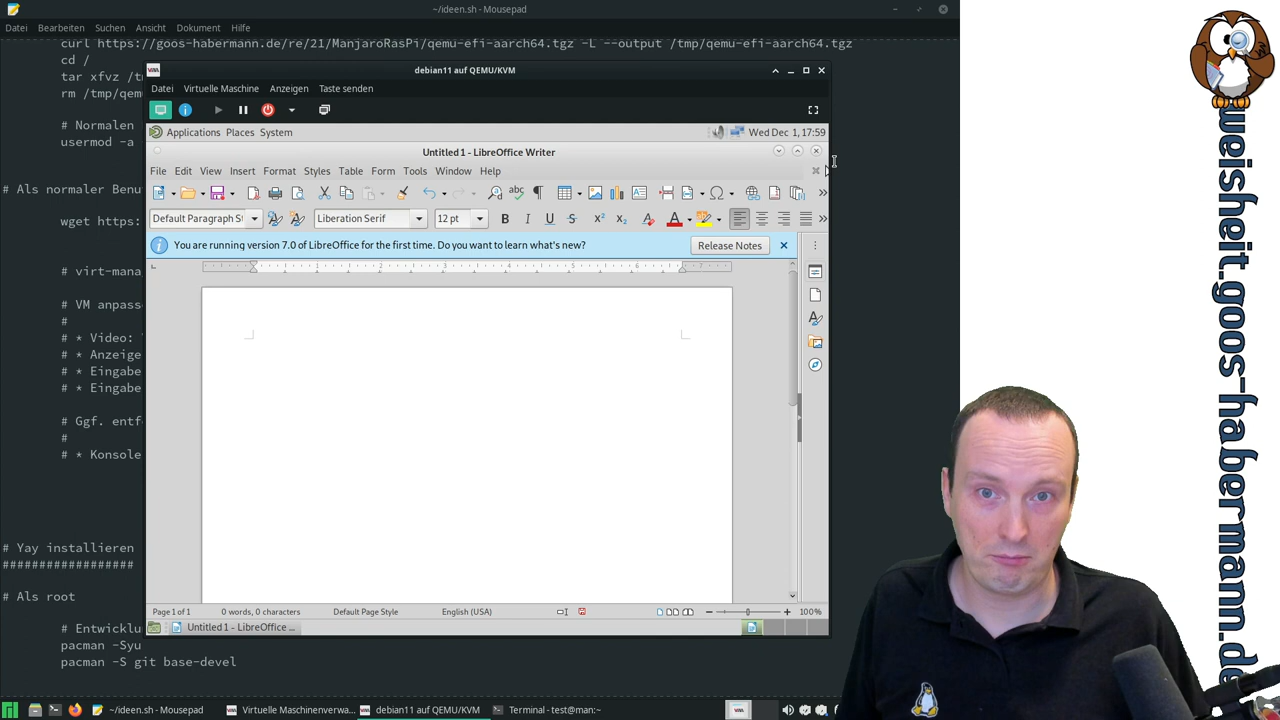 ~/ideen.sh - Mousepad
Datei Bearbeiten Suchen Ansicht Dokument Hilfe
curl https://goos-habermann.de/re/21/ManjaroRasPi/qemu-efi-aarch64.tgz -L --output /tmp/qemu-efi-aarch64.tgz
cd /
tar xfvz /t
rm /tmp/qem
# Normalen
usermod -a
# Als normaler Benu
wget https:
# virt-mana
# VM anpass
#
# * Video:
# * Anzeige
# * Eingabe
# * Eingabe
# Ggf. entf
#
# * Konsole
# Yay installieren
#################
# Als root
# Entwicklu
pacman -Syu
pacman -S git base-devel
debian11 auf QEMU/KVM
Datei Virtuelle Maschine Anzeigen Taste senden
Applications Places System Wed Dec 1, 17:59
Untitled 1 - LibreOffice Writer
File Edit View Insert Format Styles Table Form Tools Window Help
Default Paragraph St Liberation Serif 12 pt
You are running version 7.0 of LibreOffice for the first time. Do you want to learn what's new? Release Notes
1 1 2 3 4 5 6 7
Page 1 of 1 0 words, 0 characters Default Page Style English (USA) 100%
Untitled 1 - LibreOffice ...
~/ideen.sh - Mousepad Virtuelle Maschinenverwa... debian11 auf QEMU/KVM Terminal - test@man:~
weisheit.goos-habermann.de